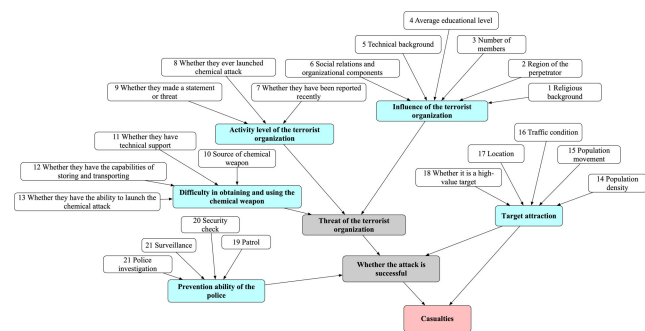 4 Average educational level
3 Number of
members
5 Technical background
8 Whether they ever launched
chemical attack
6 Social relations and
organizational components
2 Region of the
perpetrator
9 Whether they made a statement
or threat
7 Whether they have been reported
recently
1 Religious
background
Influence of the terrorist
organization
Activity level of the terrorist
organization
11 Whether they have
technical support
16 Traffic condition
10 Source of chemical
weapon
17 Location
15 Population
movement
12 Whether they have the capabilities of
storing and transporting
18 Whether it is a high-
value target
14 Population
density
13 Whether they have the ability to launch the
chemical attack
Difficulty in obtaining and using the
chemical weapon
Target attraction
Threat of the terrorist
organization
20 Security
check
21 Surveillance
19 Patrol
21 Police
investigation
Whether the attack is
successful
Prevention ability of the
police
Casualties